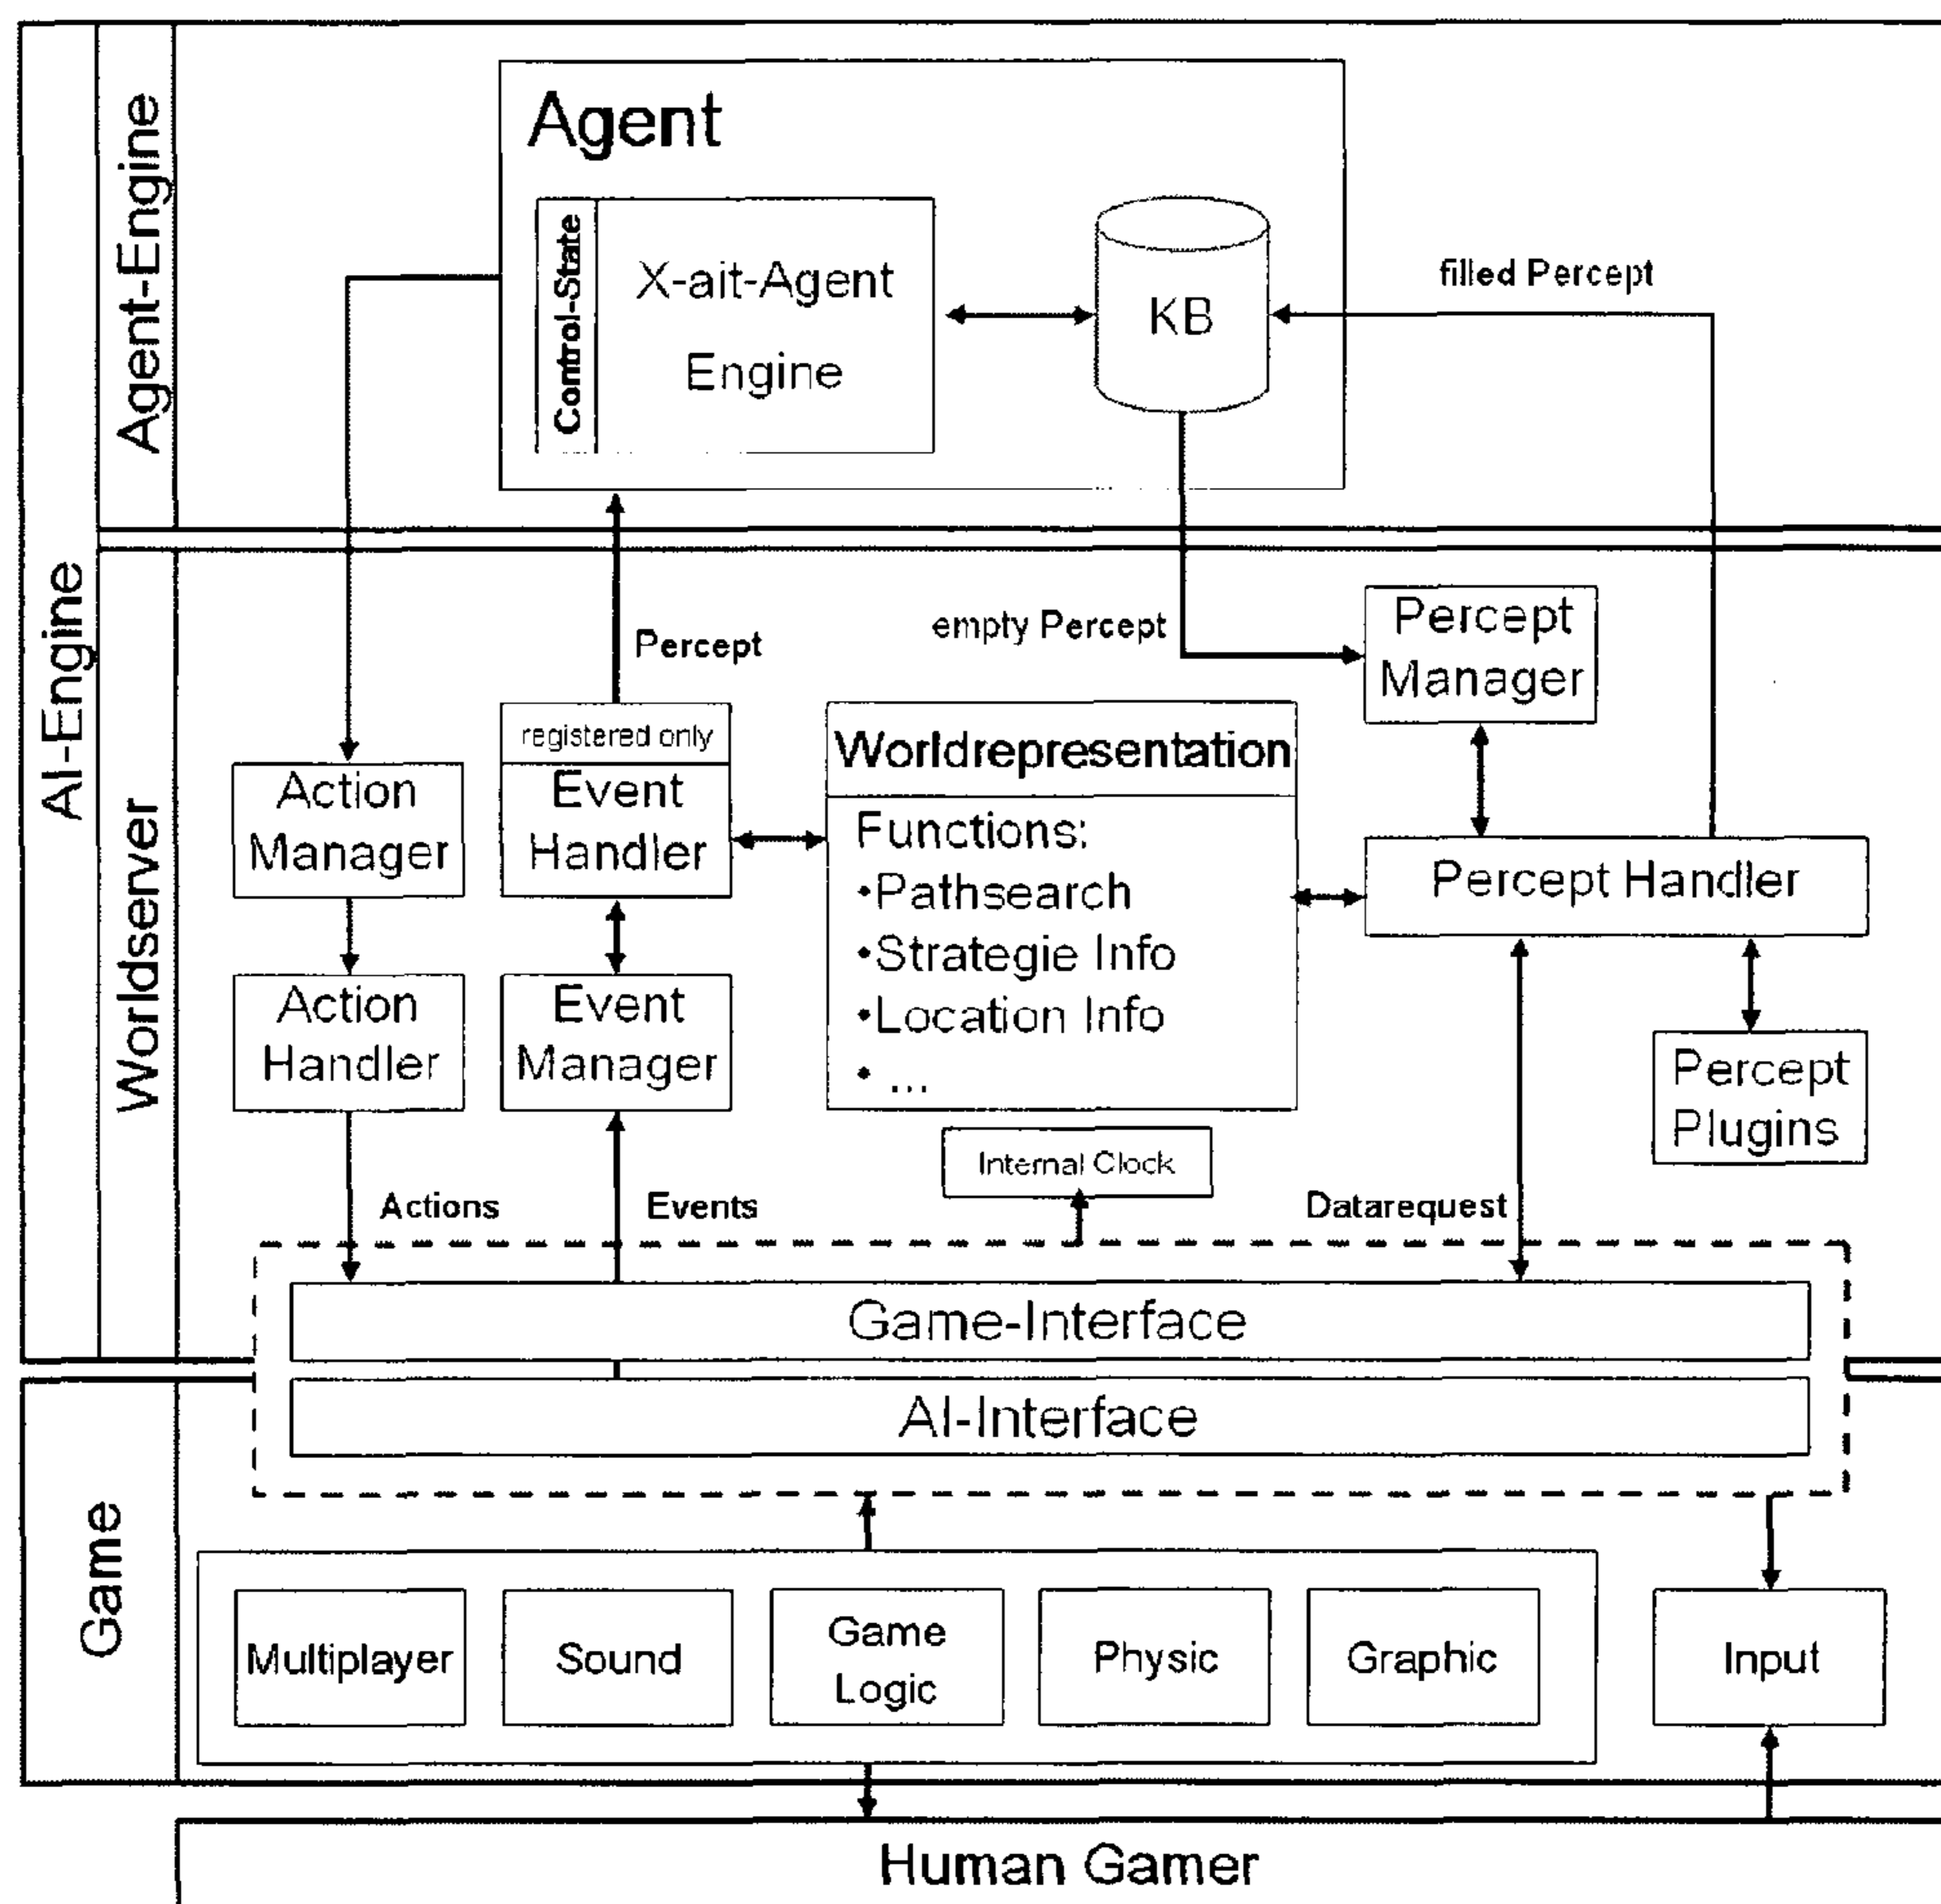 AI-Engine
Agent-Engine
Agent
Control-State
X-ait-Agent
Engine
KB
filled Percept
Worldserver
Percept
empty Percept
Percept
Manager
registered only
Event
Handler
Action
Manager
Worldrepresentation
Functions:
•Pathsearch
•Strategie Info
•Location Info
• ...
Percept Handler
Action
Handler
Event
Manager
Percept
Plugins
Internal Clock
Actions
Events
Datarequest
Game-Interface
AI-Interface
Game
Multiplayer
Sound
Game
Logic
Physic
Graphic
Input
Human Gamer